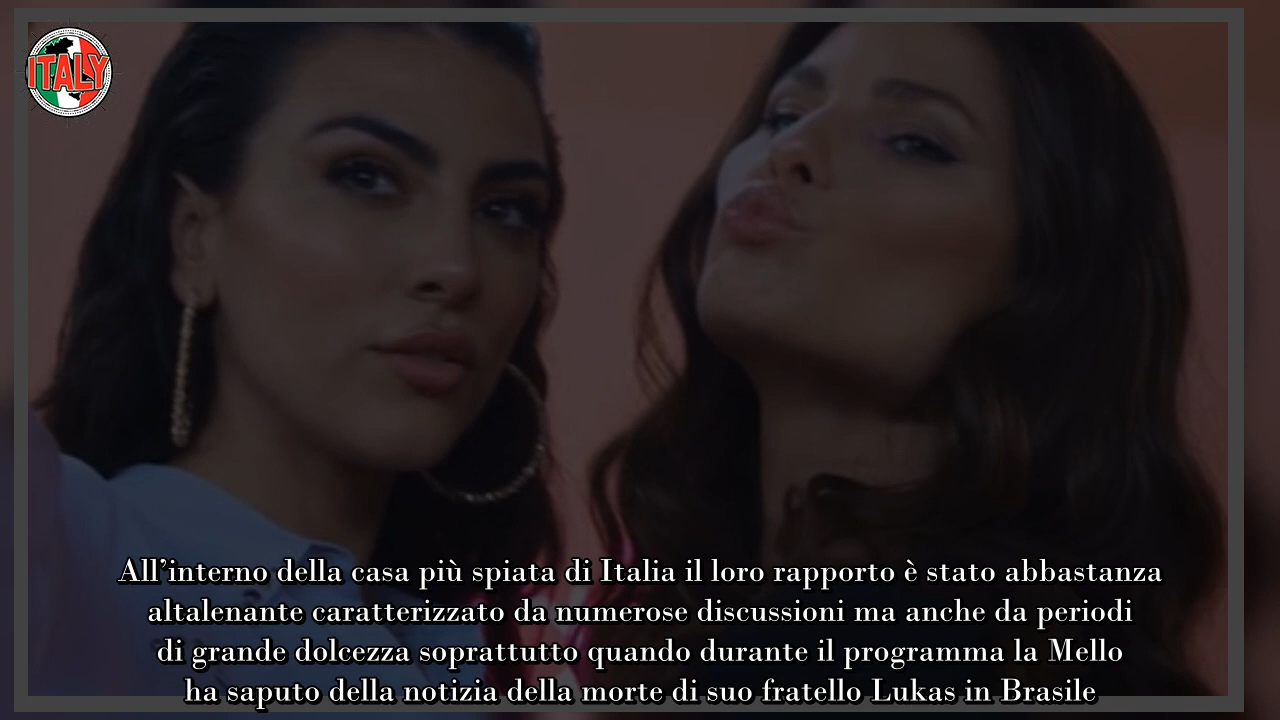 ITALY
All’interno della casa più spiata di Italia il loro rapporto è stato abbastanza
altalenante caratterizzato da numerose discussioni ma anche da periodi
di grande dolcezza soprattutto quando durante il programma la Mello
ha saputo della notizia della morte di suo fratello Lukas in Brasile